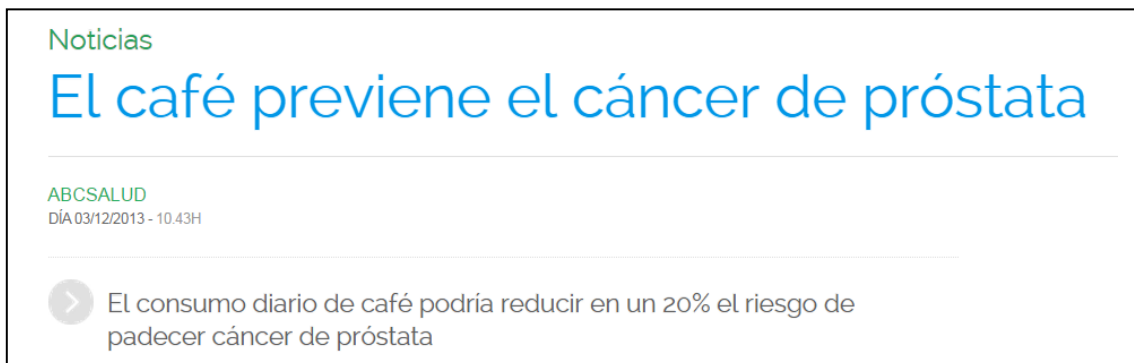 Noticias
El café previene el cáncer de próstata
ABCSALUD
DÍA 03/12/2013 - 10.43H
El consumo diario de café podría reducir en un 20% el riesgo de
padecer cáncer de próstata